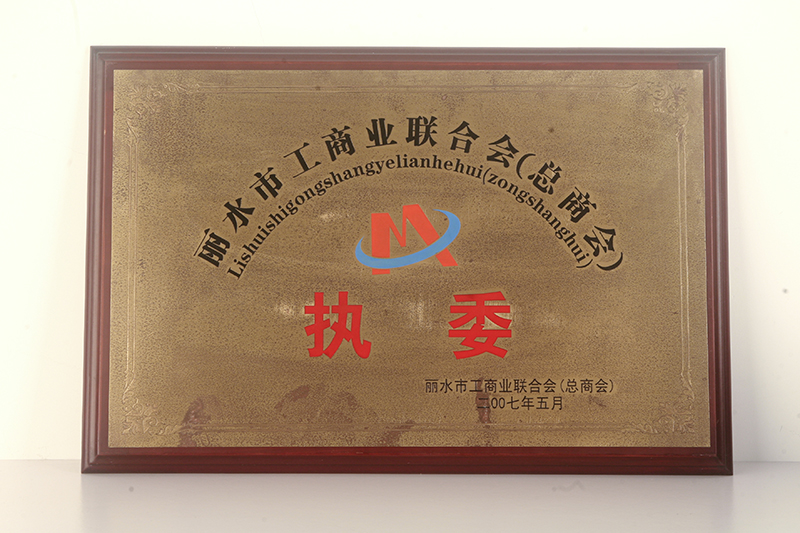 丽水市工商业联合会(总商会)
Lishuishigongshangyelianhehui(zongshanghui)
执委
丽水市工商业联合会(总商会)
二00七年五月